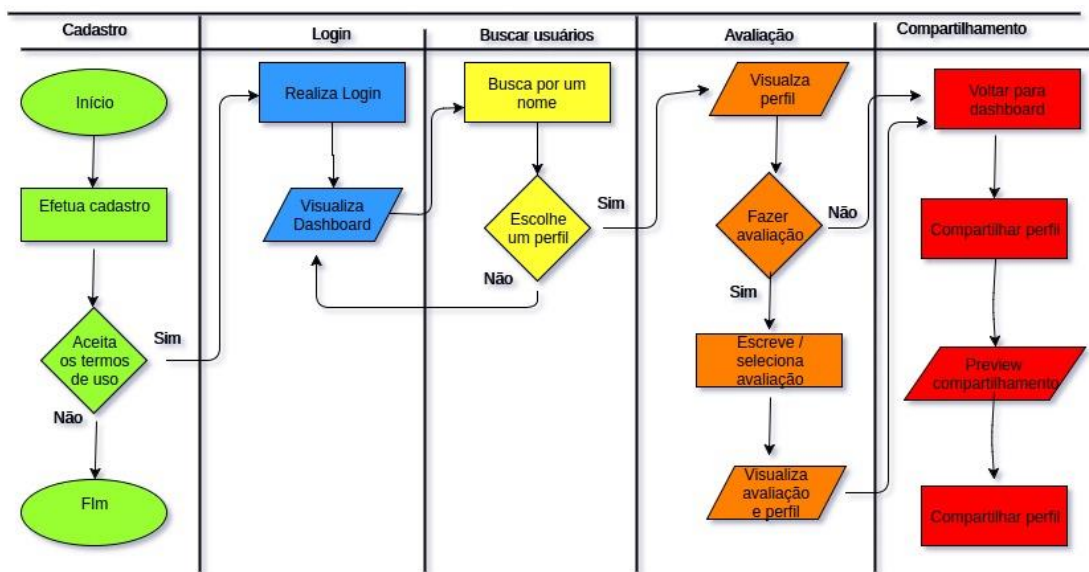 Cadastro
Login
Buscar usuários
Avaliação
Compartilhamento
Início
Efetua cadastro
Aceita
os termos
de uso
Sim
Não
FIm
Realiza Login
Visualiza
Dashboard
Busca por um
nome
Escolhe
um perfil
Sim
Não
Visualza
perfil
Fazer
avaliação
Não
Sim
Escreve /
seleciona
avaliação
Visualiza
avaliação
e perfil
Voltar para
dashboard
Compartilhar perfil
Preview
compartilhamento
Compartilhar perfil